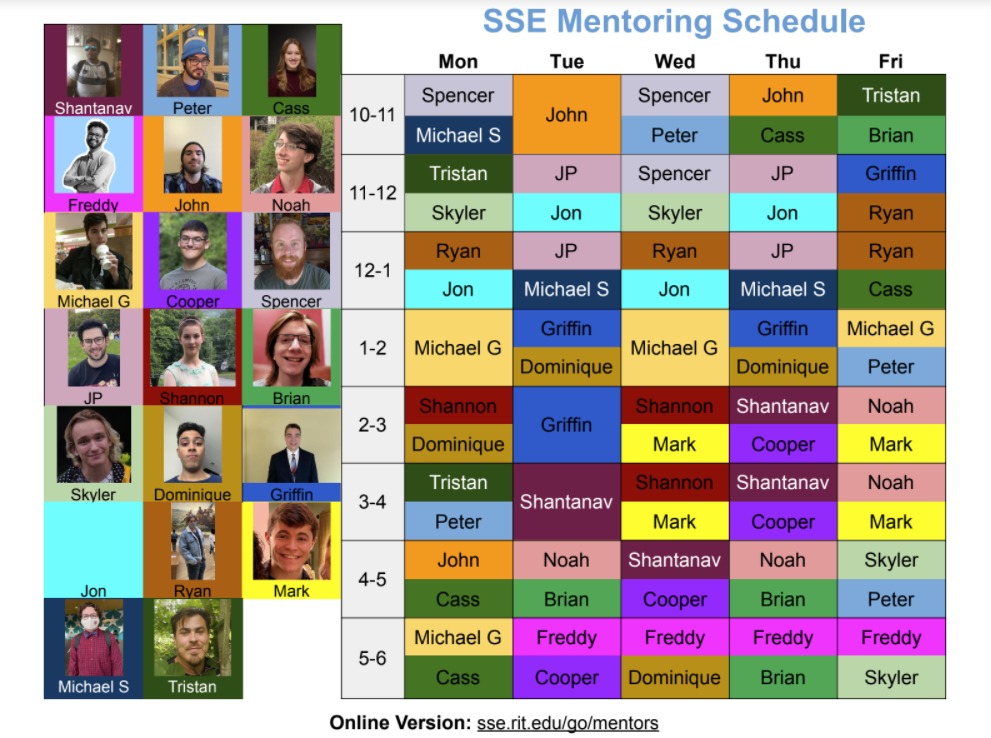 SSE Mentoring Schedule
Shantanav Peter Cass
Freddy John Noah
Michael G Cooper Spencer
JP Shannon Brian
Skyler Dominique Griffin
Jon Ryan Mark
Michael S Tristan
Mon Tue Wed Thu Fri
10-11
Spencer John Spencer John Tristan
Michael S Peter Cass Brian
11-12
Tristan JP Spencer JP Griffin
Skyler Jon Skyler Jon Ryan
12-1
Ryan JP Ryan JP Ryan
Jon Michael S Jon Michael S Cass
1-2
Michael G Griffin Michael G Griffin Michael G
Dominique Dominique Peter
2-3
Shannon Griffin Shannon Shantanav Noah
Dominique Mark Cooper Mark
3-4
Tristan Shantanav Shannon Shantanav Noah
Peter Mark Cooper Mark
4-5
John Noah Shantanav Noah Skyler
Cass Brian Cooper Brian Peter
5-6
Michael G Freddy Freddy Freddy Freddy
Cass Cooper Dominique Brian Skyler
Online Version: sse.rit.edu/go/mentors